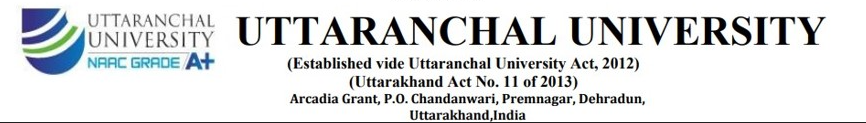 UTTARANCHAL
UNIVERSITY
NAAC GRADE A+
UTTARANCHAL UNIVERSITY
(Established vide Uttaranchal University Act, 2012)
(Uttarakhand Act No. 11 of 2013)
Arcadia Grant, P.O. Chandanwari, Premnagar, Dehradun,
Uttarakhand,India